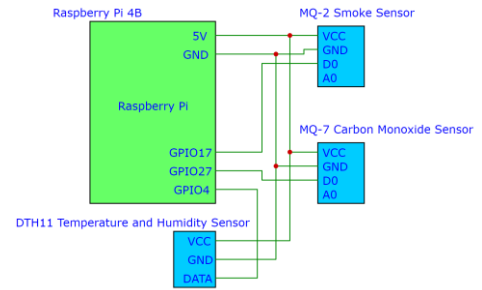 Raspberry Pi 4B
MQ-2 Smoke Sensor
5V
GND
VCC
GND
D0
A0
Raspberry Pi
MQ-7 Carbon Monoxide Sensor
GPIO17
GPIO27
GPIO4
VCC
GND
D0
A0
DTH11 Temperature and Humidity Sensor
VCC
GND
DATA